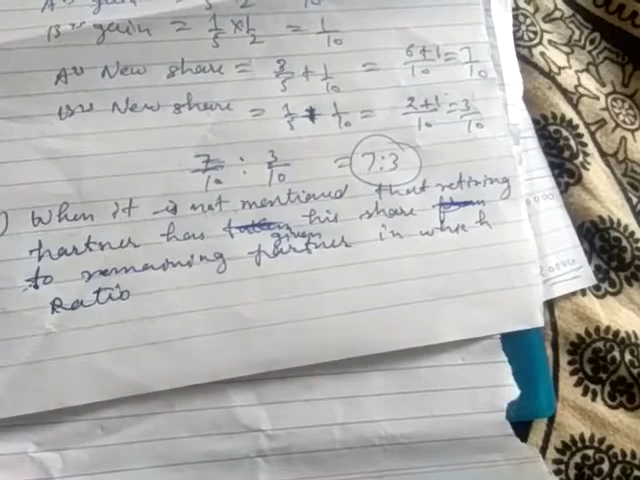 A's gain =
B's gain = 1/5 × 1/2 = 1/10
A's New share = 3/5 + 1/10 = 6+1/10 = 7/10
B's New share = 1/5 + 1/10 = 2+1/10 = 3/10
7/10 : 3/10 = 7:3
) When it is not mentioned that retiring
partner has given his share
to remaining partner in which
Ratio